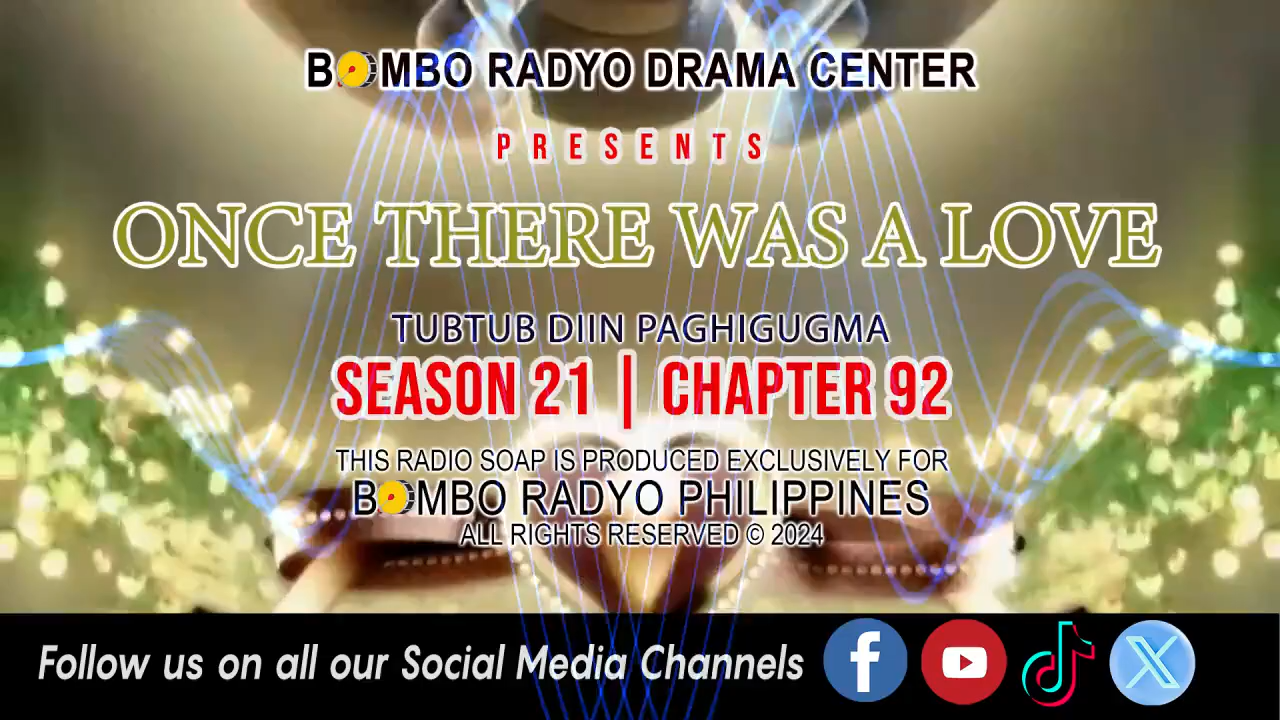 BOMBO RADYO DRAMA CENTER
PRESENTS
ONCE THERE WAS A LOVE
TUBTUB DIIN PAGHIGUGMA
SEASON 21 | CHAPTER 92
THIS RADIO SOAP IS PRODUCED EXCLUSIVELY FOR
BOMBO RADYO PHILIPPINES
ALL RIGHTS RESERVED © 2024
Follow us on all our Social Media Channels